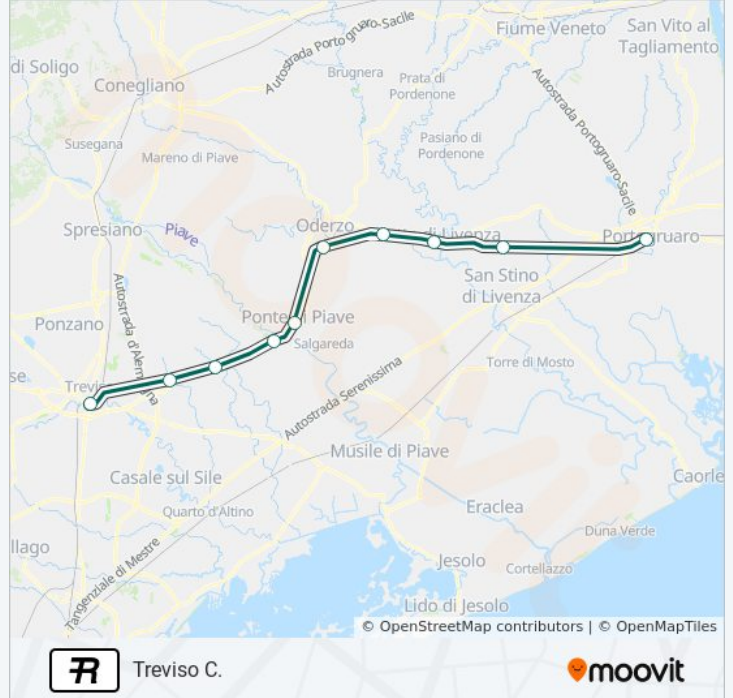 Autostrada Portogruaro-Sacile
Fiume Veneto
San Vito al
Tagliamento
di Soligo
Conegliano
Brugnera
Prata di
Pordenone
Autostrada Portogruaro-Sacile
Susegana
Mareno di Piave
Pasiano di
Pordenone
Spresiano
Piave
Oderzo
di Livenza
Portogruaro
San Stino
di Livenza
Autostrada d'Alemagna
Ponzano
Ponte di Piave
Salgareda
se
Treviso
Autostrada Serenissima
Torre di Mosto
Musile di Piave
Casale sul Sile
Caorle
Quarto d'Altino
Eraclea
Duna Verde
llago
Tangenziale di Mestre
Jesolo
Cortellazzo
Lido di Jesolo
© OpenStreetMap contributors | © OpenMapTiles
R
Treviso C.
moovit